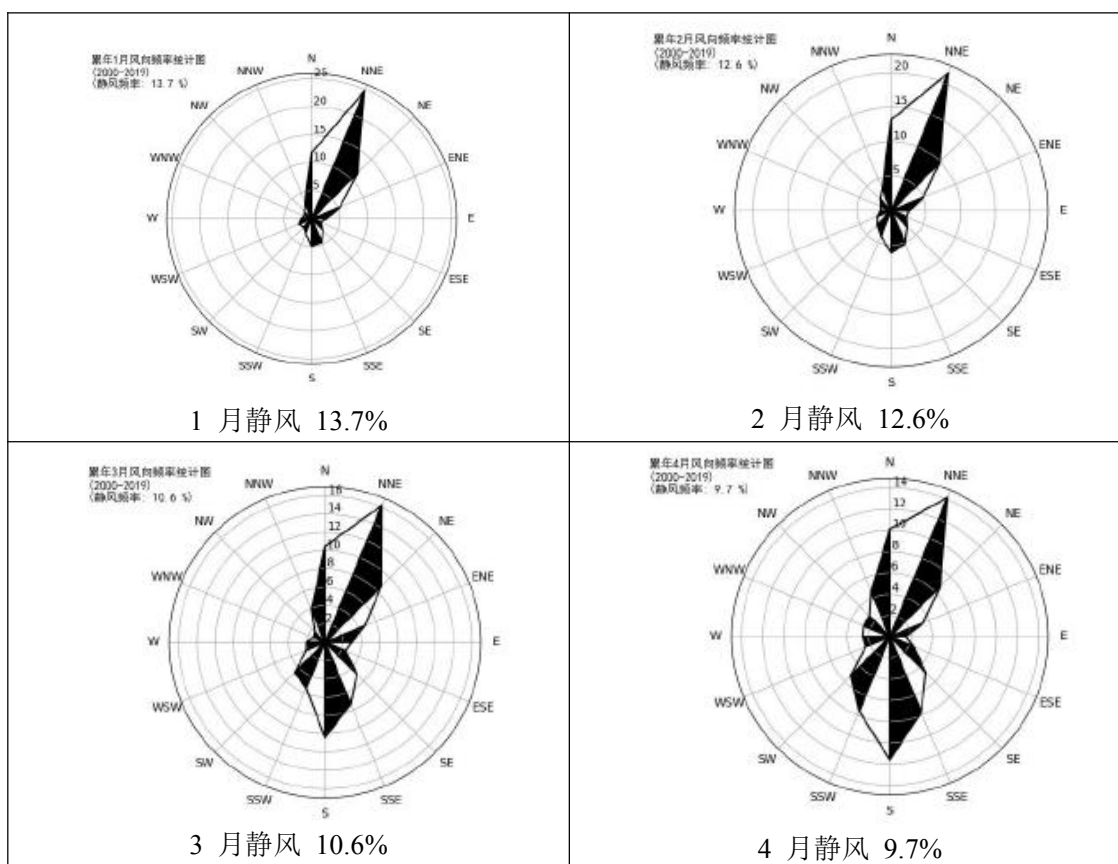 累年1月风向频率统计图
(2000-2019)
(静风频率: 13.7 %)
N
NNW
NNE
NW
NE
WNW
ENE
W
E
WSW
ESE
SW
SE
SSW
SSE
S
25
20
15
10
5
1 月静风 13.7%
累年2月风向频率统计图
(2000-2019)
(静风频率: 12.6 %)
N
NNW
NNE
NW
NE
WNW
ENE
W
E
WSW
ESE
SW
SE
SSW
SSE
S
20
15
10
5
2 月静风 12.6%
累年3月风向频率统计图
(2000-2019)
(静风频率: 10.6 %)
N
NNW
NNE
NW
NE
WNW
ENE
W
E
WSW
ESE
SW
SE
SSW
SSE
S
16
14
12
10
8
6
4
2
3 月静风 10.6%
累年4月风向频率统计图
(2000-2019)
(静风频率: 9.7 %)
N
NNW
NNE
NW
NE
WNW
ENE
W
E
WSW
ESE
SW
SE
SSW
SSE
S
14
12
10
8
6
4
2
4 月静风 9.7%